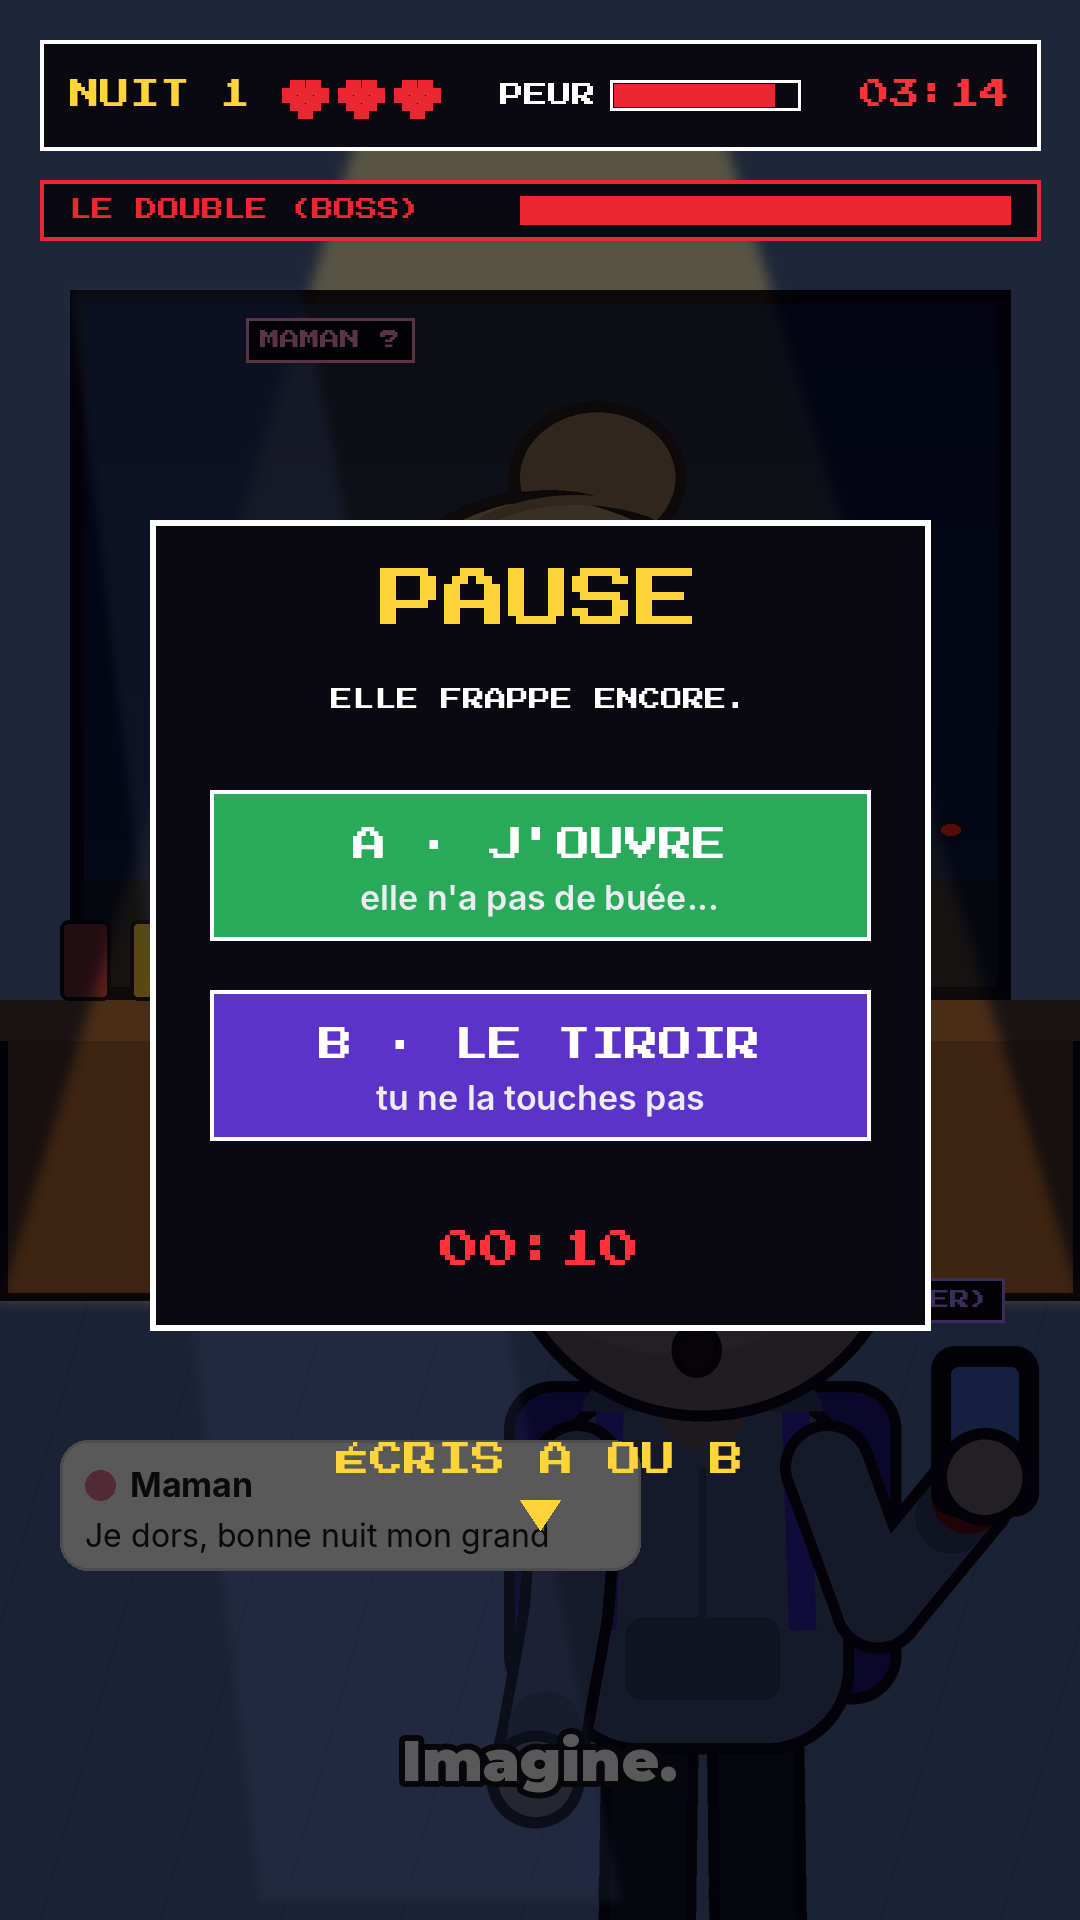 NUIT 1
PEUR
03:14
LE DOUBLE (BOSS)
MAMAN ?
PAUSE
ELLE FRAPPE ENCORE.
A · J'OUVRE
elle n'a pas de buée...
B · LE TIROIR
tu ne la touches pas
00:10
ER)
ÉCRIS A OU B
Maman
Je dors, bonne nuit mon grand
Imagine.